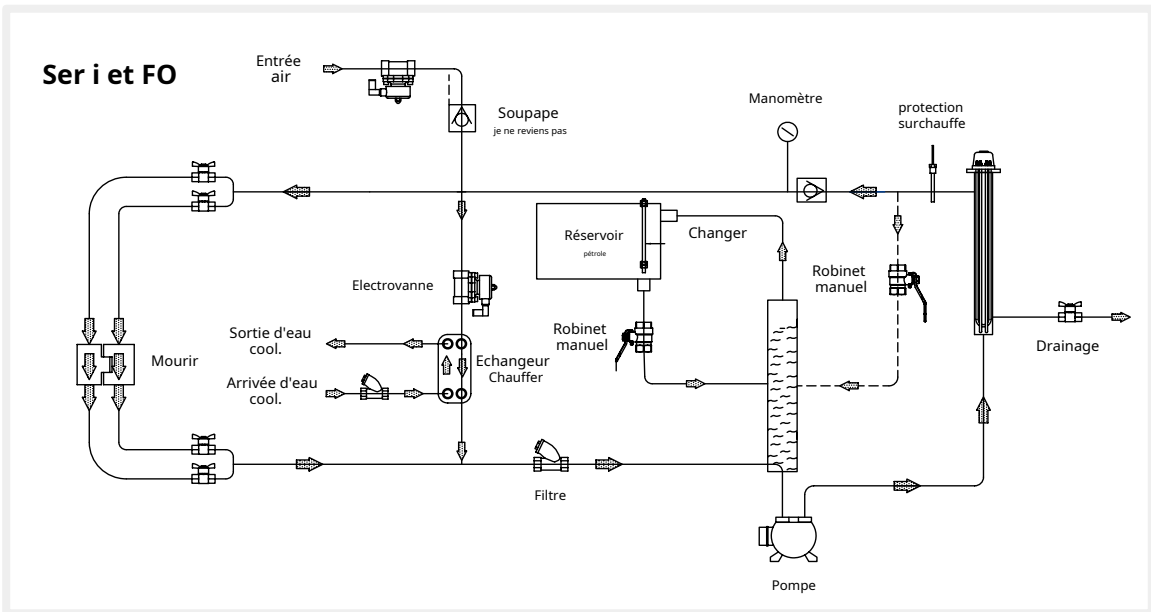 Ser i et FO
Entrée
air
Soupape
je ne reviens pas
Manomètre
protection
surchauffe
Réservoir
pétrole
Changer
Electrovanne
Robinet
manuel
Sortie d'eau
cool.
Robinet
manuel
Mourir
Echangeur
Chauffer
Drainage
Arrivée d'eau
cool.
Filtre
Pompe